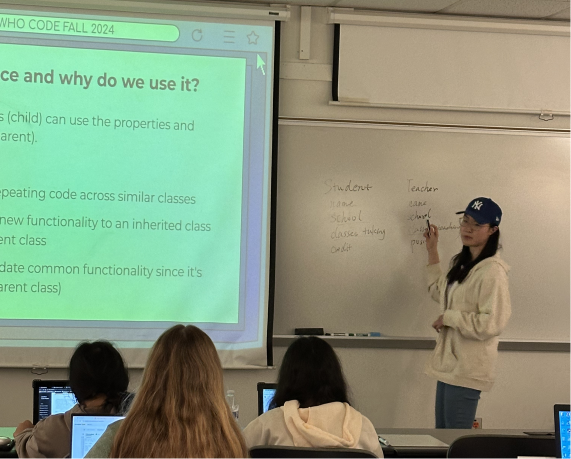 WHO CODE FALL 2024
ce and why do we use it?
s (child) can use the properties and
arent).
epeating code across similar classes
new functionality to an inherited class
ent class
date common functionality since it's
arent class)
Student
name
school
classes taking
credit
Teacher
name
school
NY